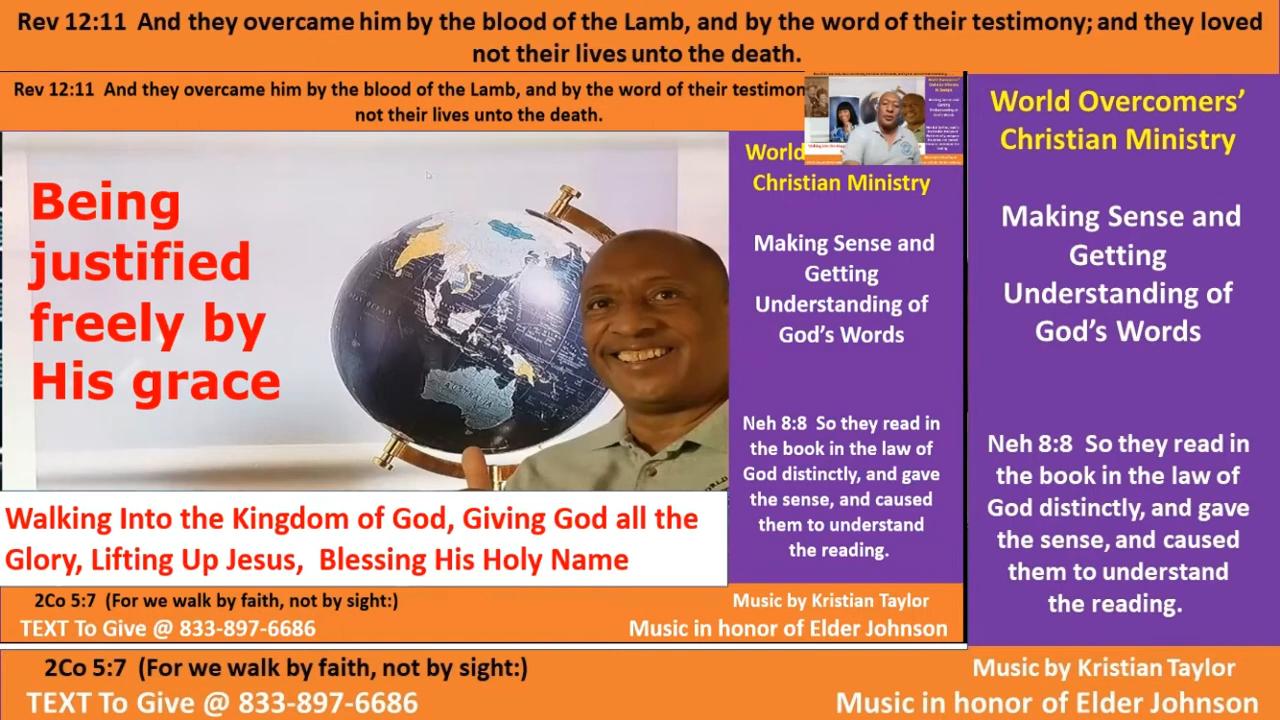 Rev 12:11 And they overcame him by the blood of the Lamb, and by the word of their testimony; and they loved
not their lives unto the death.
Rev 12:11 And they overcame him by the blood of the Lamb, and by the word of their testimon
not their lives unto the death.
Being
justified
freely by
His grace
AUSTRALIA
World
Christian Ministry
Making Sense and
Getting
Understanding of
God's Words
Neh 8:8 So they read in
the book in the law of
God distinctly, and gave
the sense, and caused
them to understand
the reading.
World Overcomers'
Christian Ministry
Making Sense and
Getting
Understanding of
God's Words
Neh 8:8 So they read in
the book in the law of
God distinctly, and gave
the sense, and caused
them to understand
the reading.
Walking Into the Kingdom of God, Giving God all the
Glory, Lifting Up Jesus, Blessing His Holy Name
2Co 5:7 (For we walk by faith, not by sight:)
Music by Kristian Taylor
TEXT To Give @ 833-897-6686
Music in honor of Elder Johnson
2Co 5:7 (For we walk by faith, not by sight:)
Music by Kristian Taylor
TEXT To Give @ 833-897-6686
Music in honor of Elder Johnson